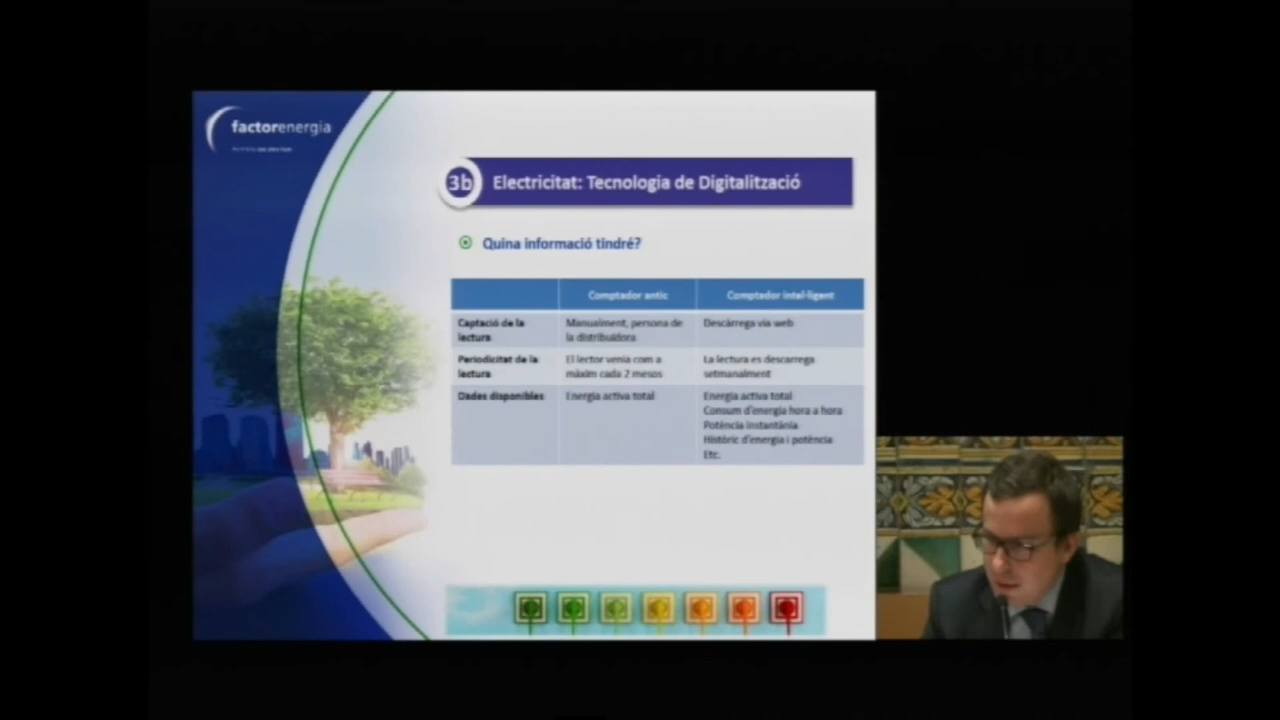 factorenergia
3b
Electricitat: Tecnologia de Digitalització
Quina informació tindré?
Comptador antic
Comptador intel·ligent
Captació de la
lectura
Manualment, persona de
la distribuïdora
Descàrrega via web
Periodicitat de la
lectura
El lector venia com a
màxim cada 2 mesos
La lectura es descarrega
setmanalment
Dades disponibles
Energia activa total
Energia activa total
Consum d'energia hora a hora
Potència instantània
Històric d'energia i potència
Etc.